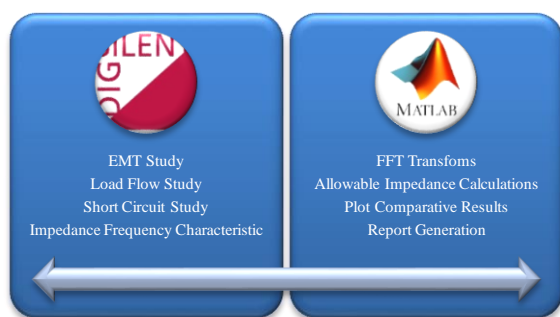 DIGSILEN
EMT Study
Load Flow Study
Short Circuit Study
Impedance Frequency Characteristic
MATLAB
FFT Transfoms
Allowable Impedance Calculations
Plot Comparative Results
Report Generation